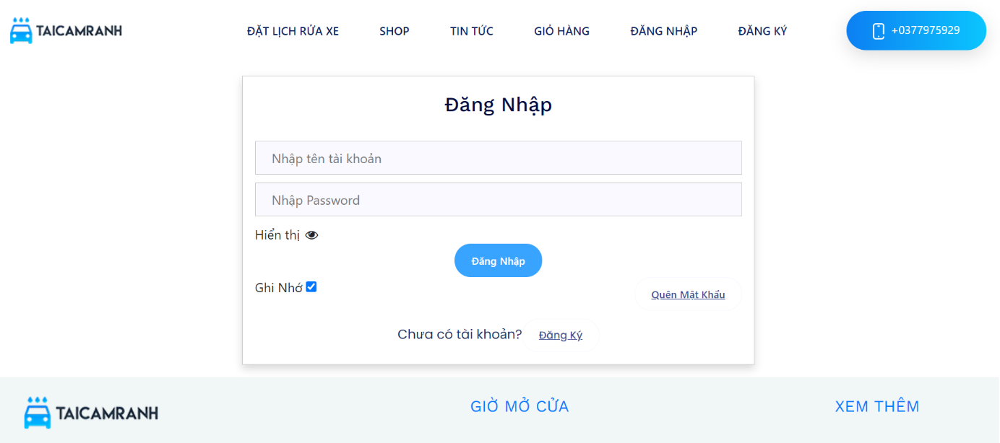 TAICAMRANH ĐẶT LỊCH RỬA XE SHOP TIN TỨC GIỎ HÀNG ĐĂNG NHẬP ĐĂNG KÝ +0377975929
Đăng Nhập
Nhập tên tài khoản
Nhập Password
Hiển thị
Đăng Nhập
Ghi Nhớ
Quên Mật Khẩu
Chưa có tài khoản? Đăng Ký
TAICAMRANH GIỜ MỞ CỬA XEM THÊM